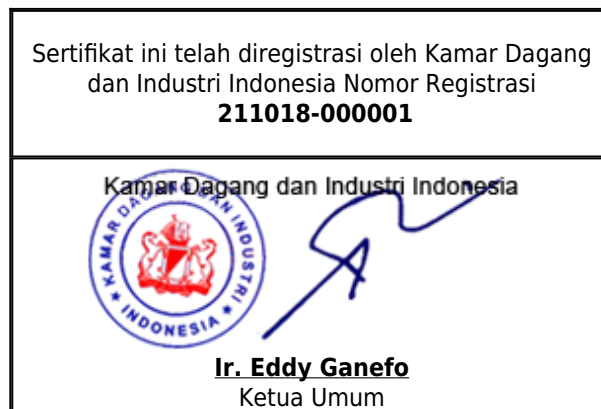 Sertifikat ini telah diregistrasi oleh Kamar Dagang
dan Industri Indonesia Nomor Registrasi
211018-000001
Kamar Dagang dan Industri Indonesia
KAMAR DAGANG DAN INDUSTRI
★ INDONESIA ★
Ir. Eddy Ganefo
Ketua Umum